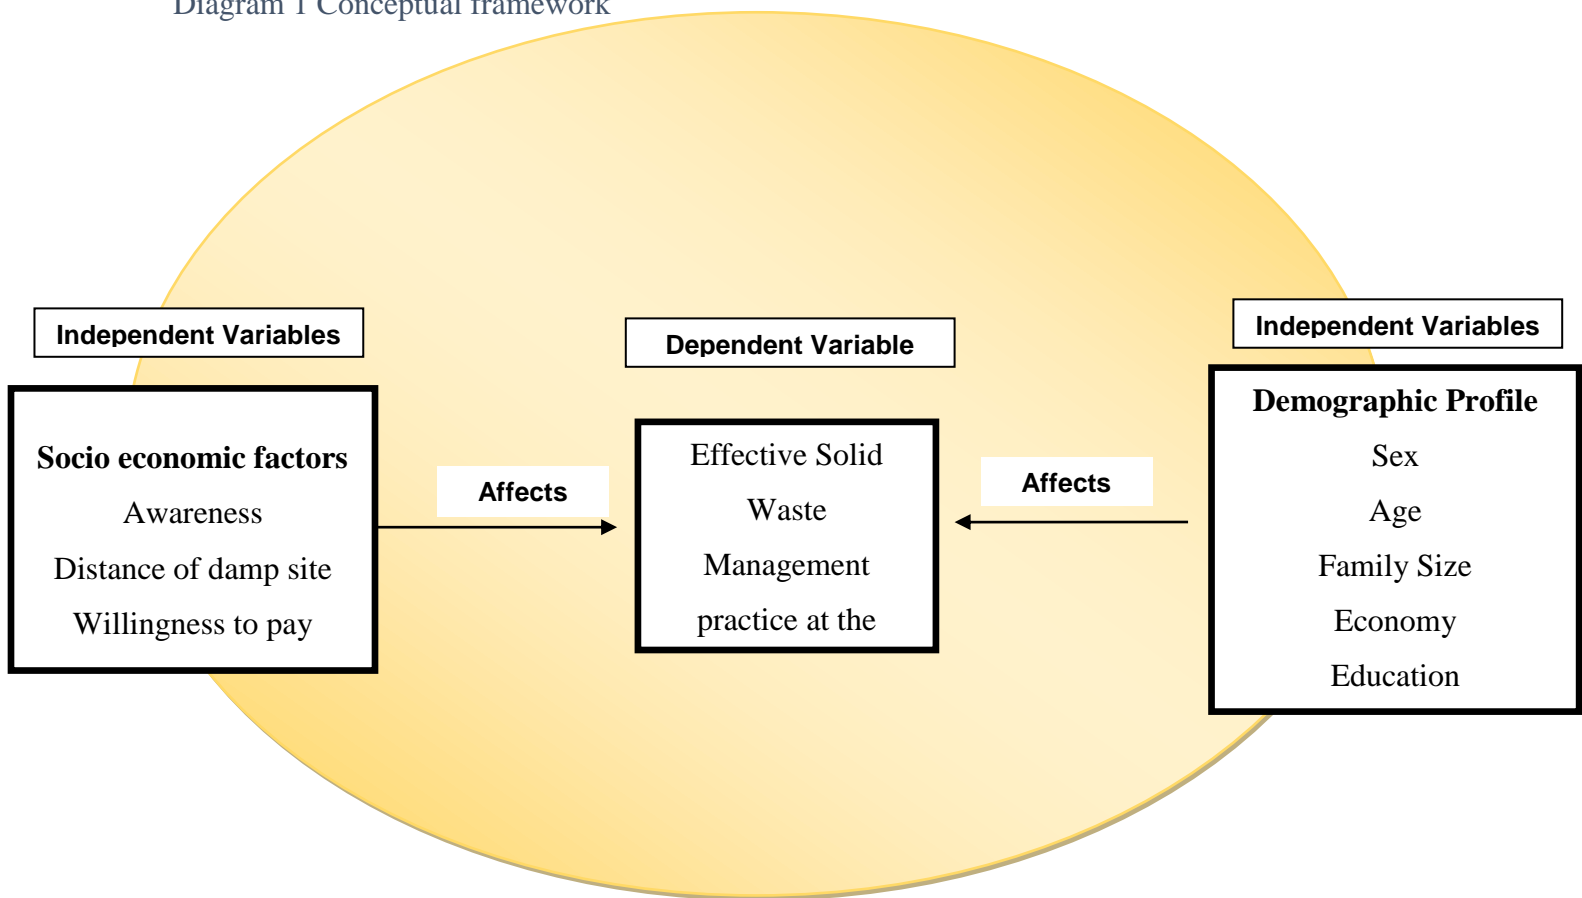 Diagram 1 Conceptual framework
Independent Variables
Socio economic factors
Awareness
Distance of damp site
Willingness to pay
Affects
Dependent Variable
Effective Solid
Waste
Management
practice at the
Affects
Independent Variables
Demographic Profile
Sex
Age
Family Size
Economy
Education